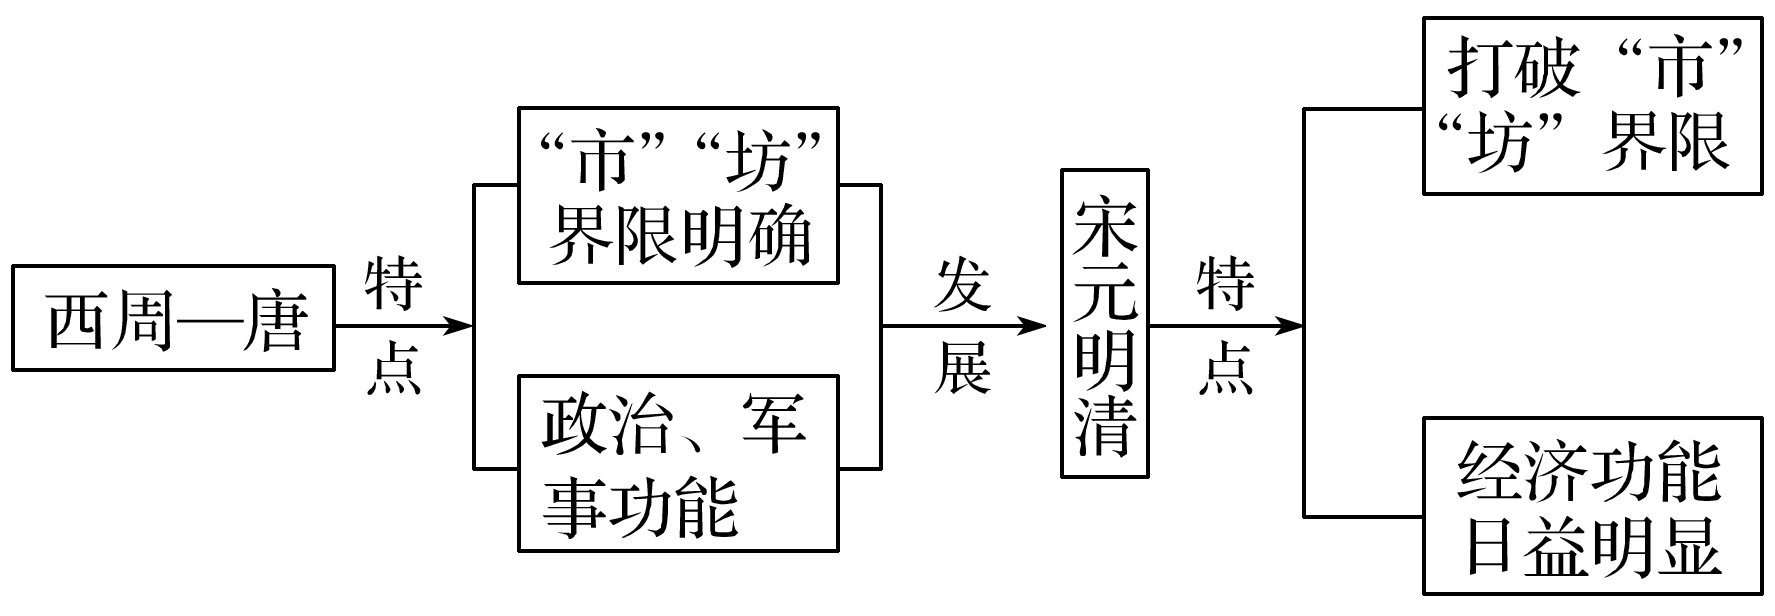 西周—唐
特
点
“市”“坊”
界限明确
政治、军
事功能
发
展
宋
元
明
清
特
点
打破“市”
“坊”界限
经济功能
日益明显